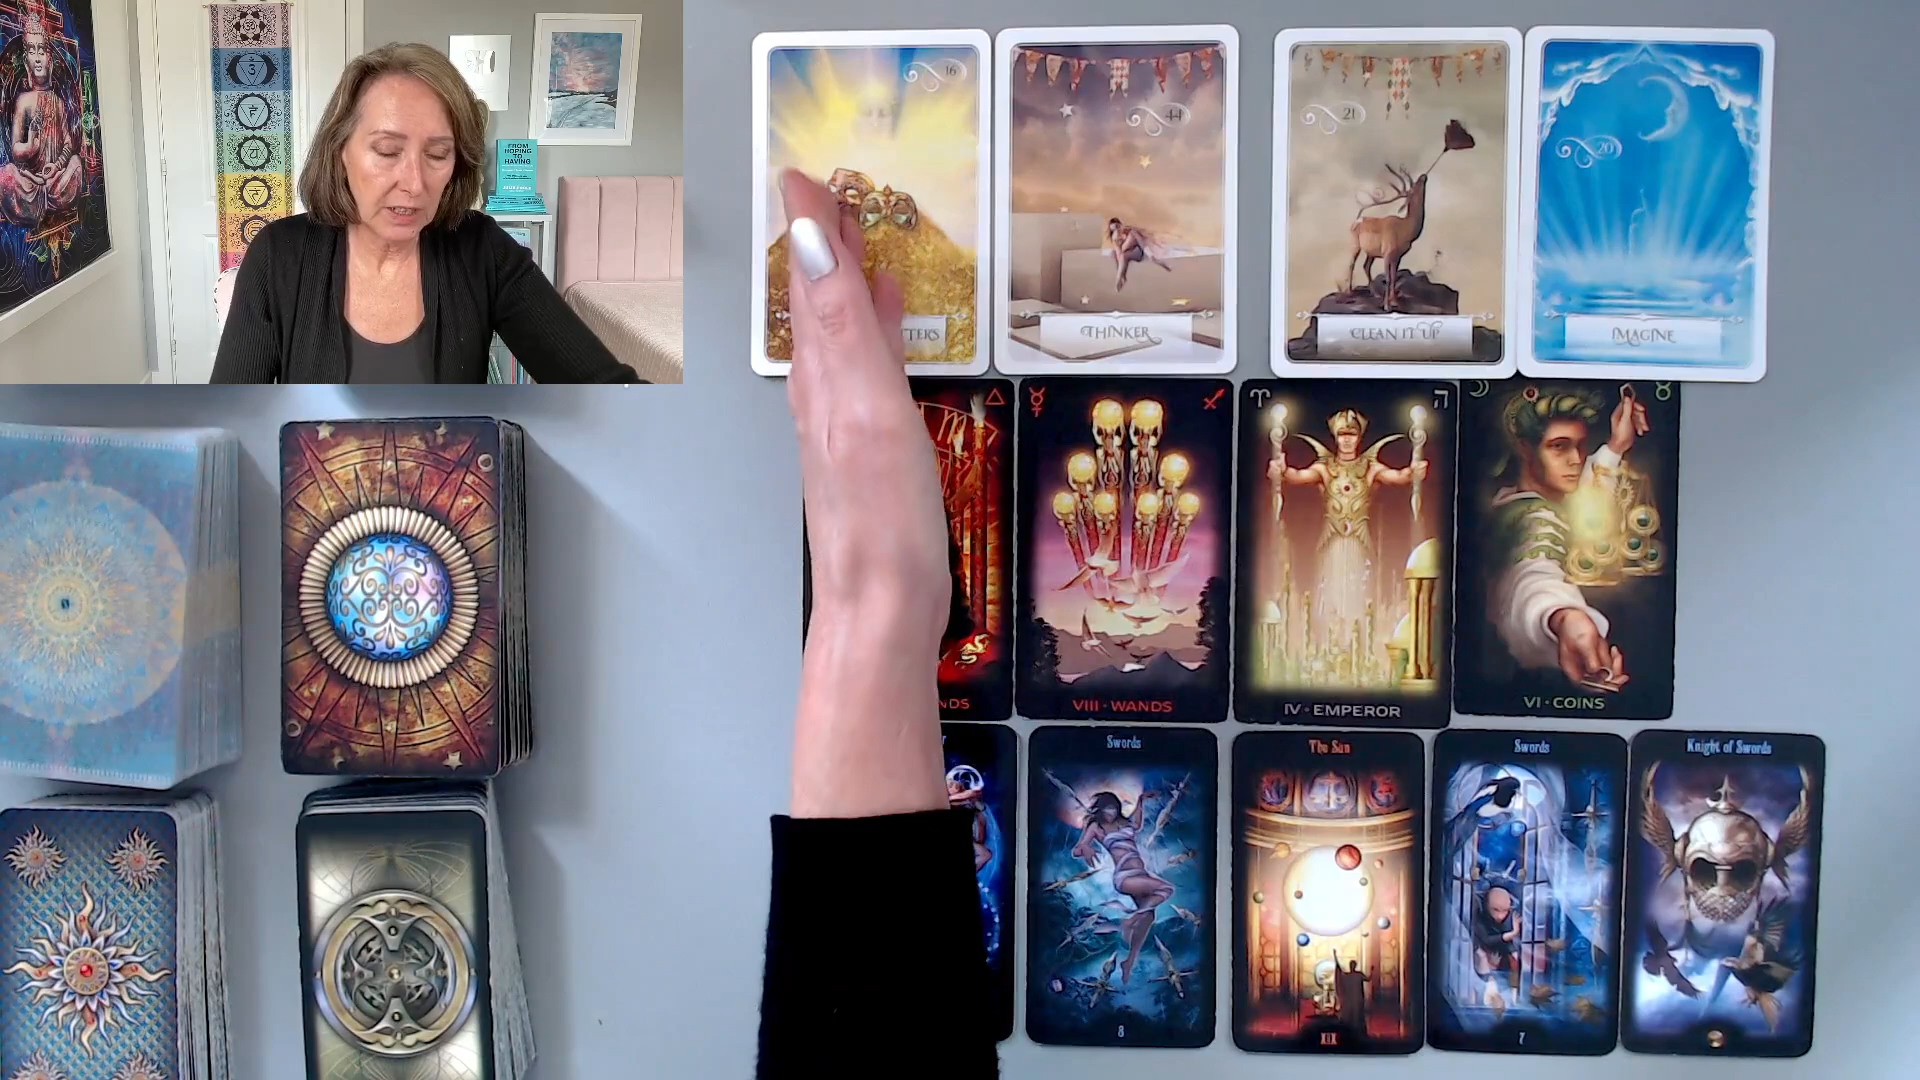 FROM
HOPING
TO
HAVING
16
44
21
20
TERS
THINKER
CLEAN IT UP
IMAGINE
NDS
VIII · WANDS
IV · EMPEROR
VI · COINS
Swords
8
The Sun
XIX
Swords
7
Knight of Swords